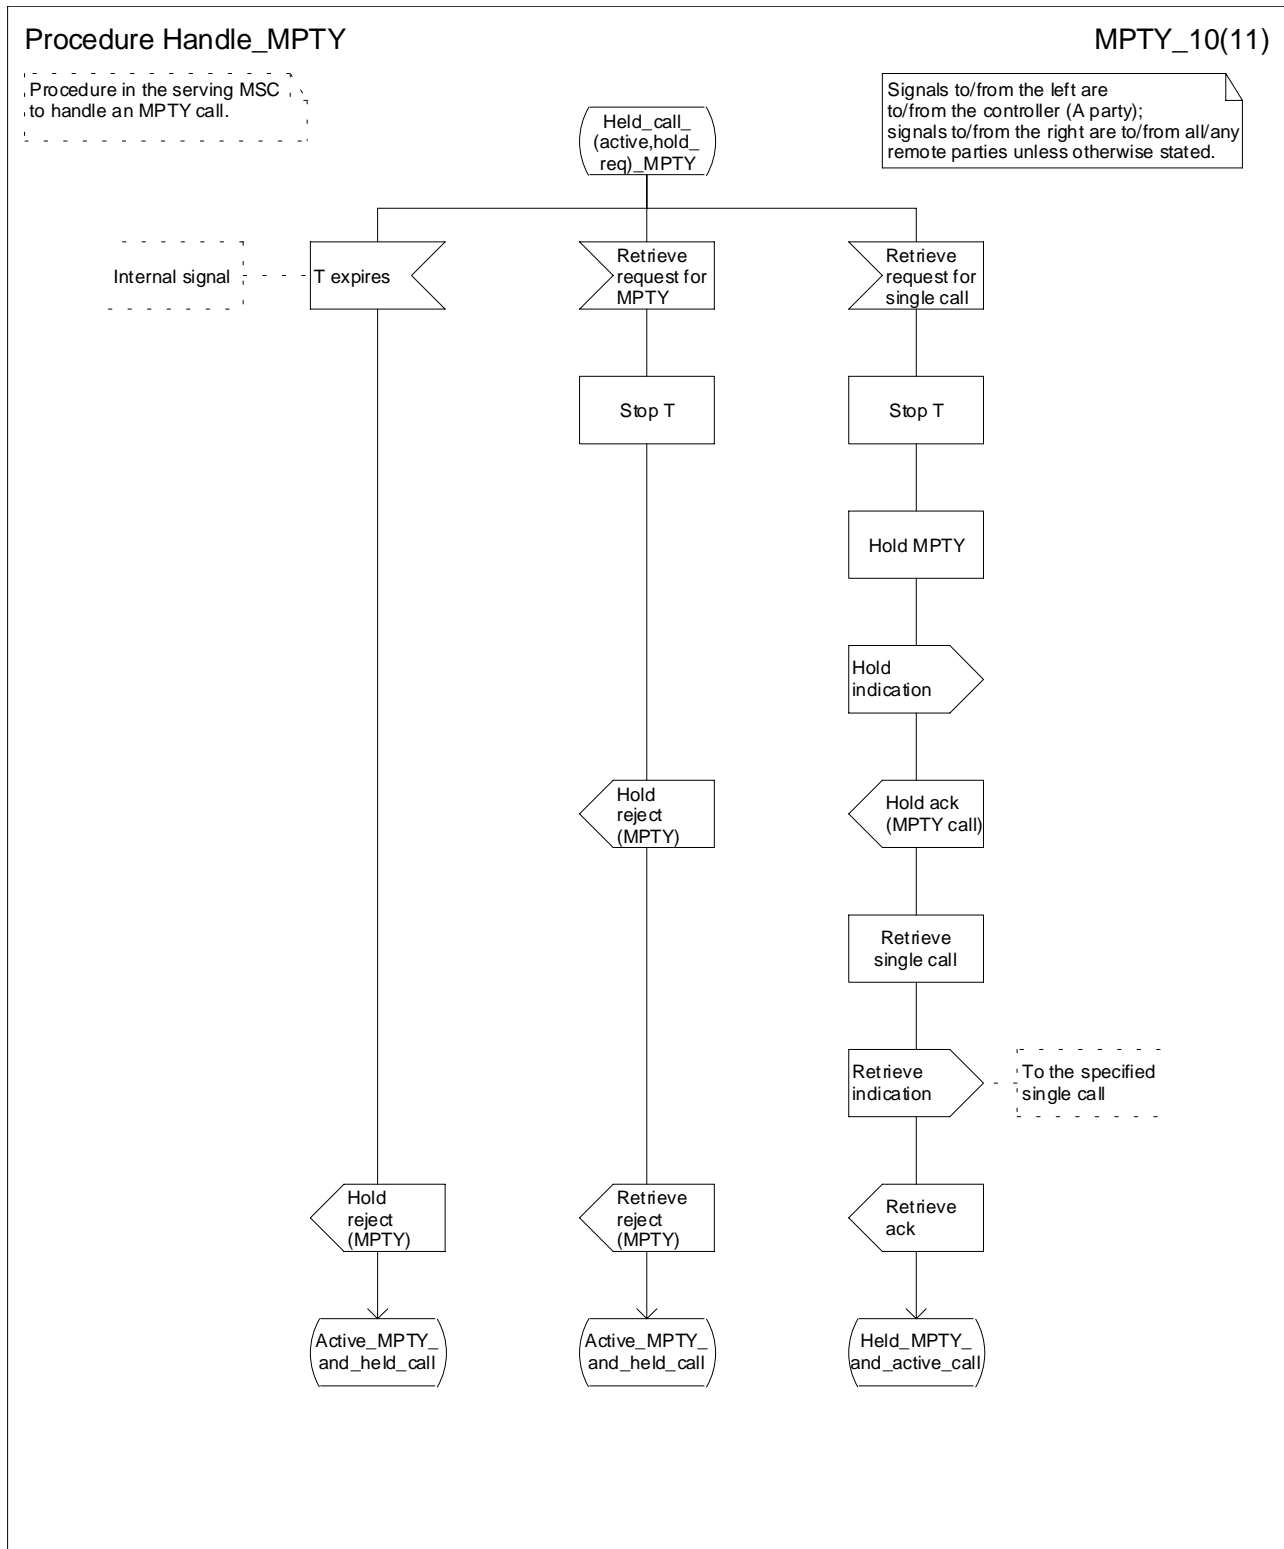 Procedure Handle_MPTY
MPTY_10(11)
Procedure in the serving MSC
to handle an MPTY call.
Signals to/from the left are
to/from the controller (A party);
signals to/from the right are to/from all/any
remote parties unless otherwise stated.
Held_call_
(active,hold_
req)_MPTY
Internal signal
T expires
Retrieve
request for
MPTY
Retrieve
request for
single call
Stop T
Stop T
Hold MPTY
Hold
indication
Hold
reject
(MPTY)
Hold ack
(MPTY call)
Retrieve
single call
Retrieve
indication
To the specified
single call
Hold
reject
(MPTY)
Retrieve
reject
(MPTY)
Retrieve
ack
Active_MPTY_
and_held_call
Active_MPTY_
and_held_call
Held_MPTY_
and_active_call